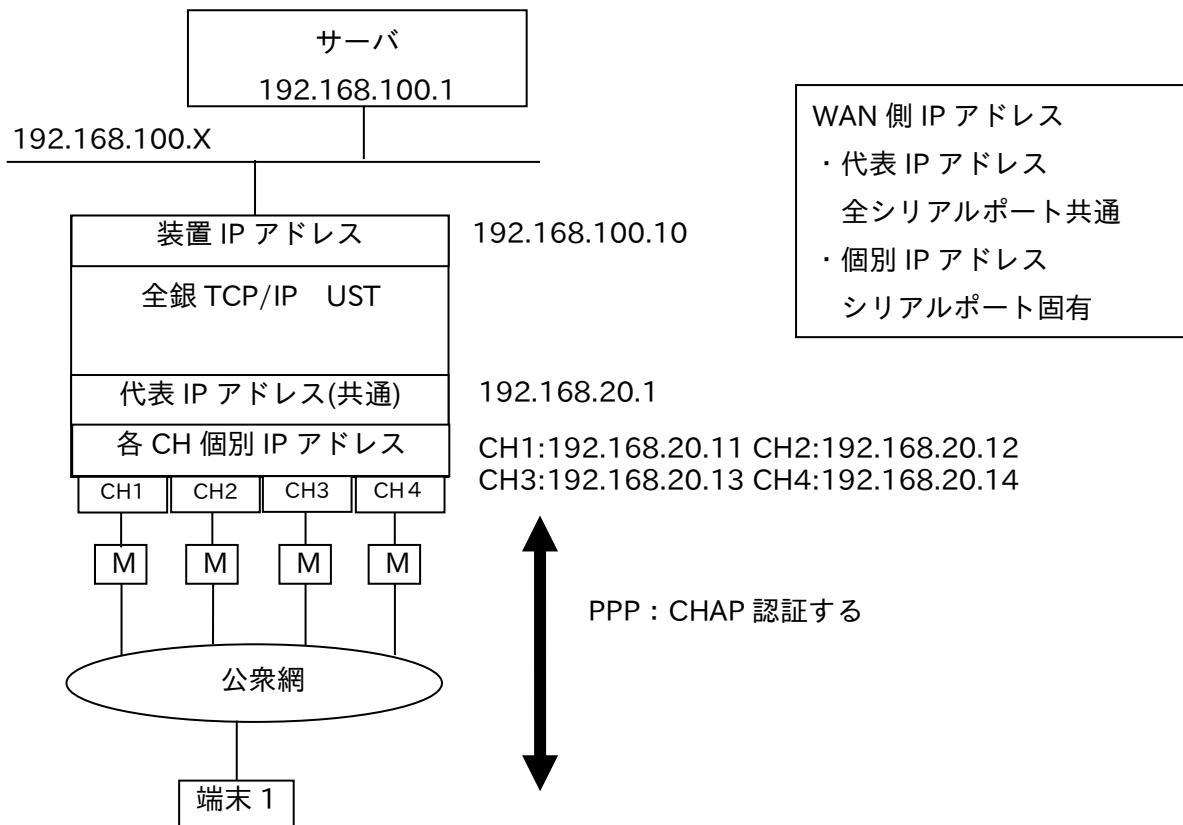 サーバ
192.168.100.1
192.168.100.X
WAN 側 IP アドレス
・代表 IP アドレス
全シリアルポート共通
・個別 IP アドレス
シリアルポート固有
装置 IP アドレス
192.168.100.10
全銀 TCP/IP　UST
代表 IP アドレス(共通)
192.168.20.1
各 CH 個別 IP アドレス
CH1:192.168.20.11 CH2:192.168.20.12
CH3:192.168.20.13 CH4:192.168.20.14
CH1
CH2
CH3
CH４
M
M
M
M
PPP：CHAP 認証する
公衆網
端末１